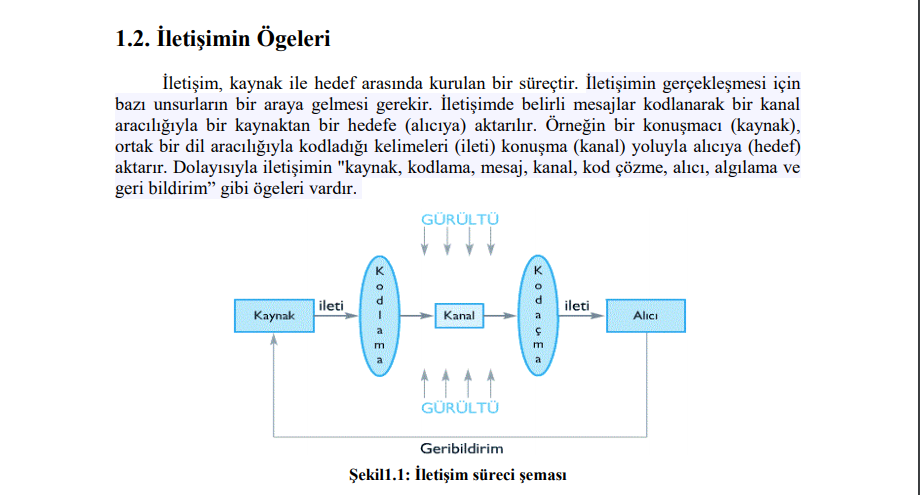 1.2. İletişimin Ögeleri
İletişim, kaynak ile hedef arasında kurulan bir süreçtir. İletişimin gerçekleşmesi için
bazı unsurların bir araya gelmesi gerekir. İletişimde belirli mesajlar kodlanarak bir kanal
aracılığıyla bir kaynaktan bir hedefe (alıcıya) aktarılır. Örneğin bir konuşmacı (kaynak),
ortak bir dil aracılığıyla kodladığı kelimeleri (ileti) konuşma (kanal) yoluyla alıcıya (hedef)
aktarır. Dolayısıyla iletişimin "kaynak, kodlama, mesaj, kanal, kod çözme, alıcı, algılama ve
geri bildirim” gibi ögeleri vardır.
GÜRÜLTÜ
Kaynak
ileti
Kodlama
Kanal
Kodaçma
ileti
Alıcı
GÜRÜLTÜ
Geribildirim
Şekil1.1: İletişim süreci şeması